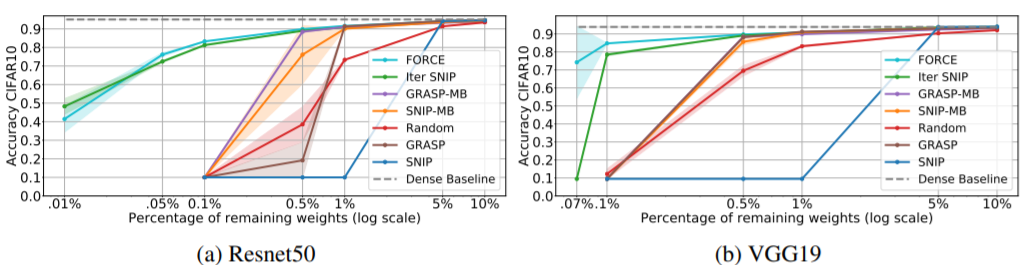 Accuracy CIFAR10
0.9
0.8
0.7
0.6
0.5
0.4
0.3
0.2
0.1
0.0
FORCE
Iter SNIP
GRASP-MB
SNIP-MB
Random
GRASP
SNIP
Dense Baseline
.01% .05% 0.1% 0.5% 1% 5% 10%
Percentage of remaining weights (log scale)
(a) Resnet50
Accuracy CIFAR10
0.9
0.8
0.7
0.6
0.5
0.4
0.3
0.2
0.1
0.0
FORCE
Iter SNIP
GRASP-MB
SNIP-MB
Random
GRASP
SNIP
Dense Baseline
.07%.1% 0.5% 1% 5% 10%
Percentage of remaining weights (log scale)
(b) VGG19